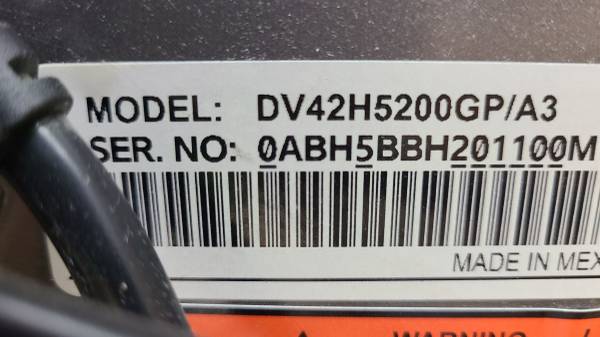 MODEL: DV42H5200GP/A3
SER. NO: 0ABH5BBH201100M
MADE IN MEX
WARNING